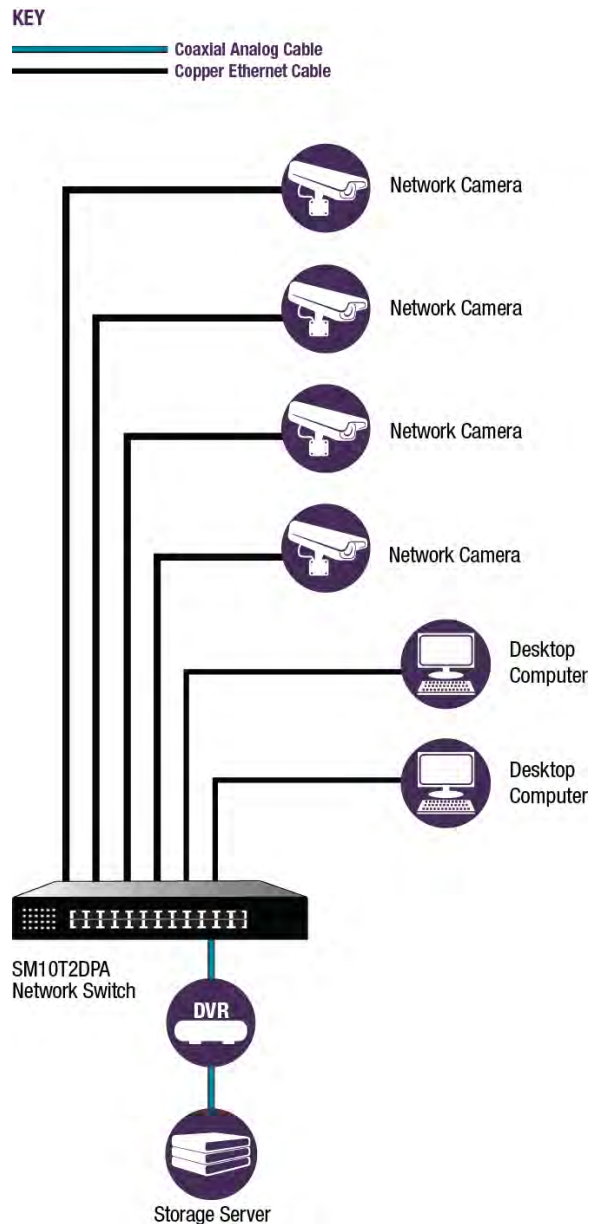 KEY
Coaxial Analog Cable
Copper Ethernet Cable
Network Camera
Network Camera
Network Camera
Network Camera
Desktop
Computer
Desktop
Computer
SM10T2DPA
Network Switch
DVR
Storage Server